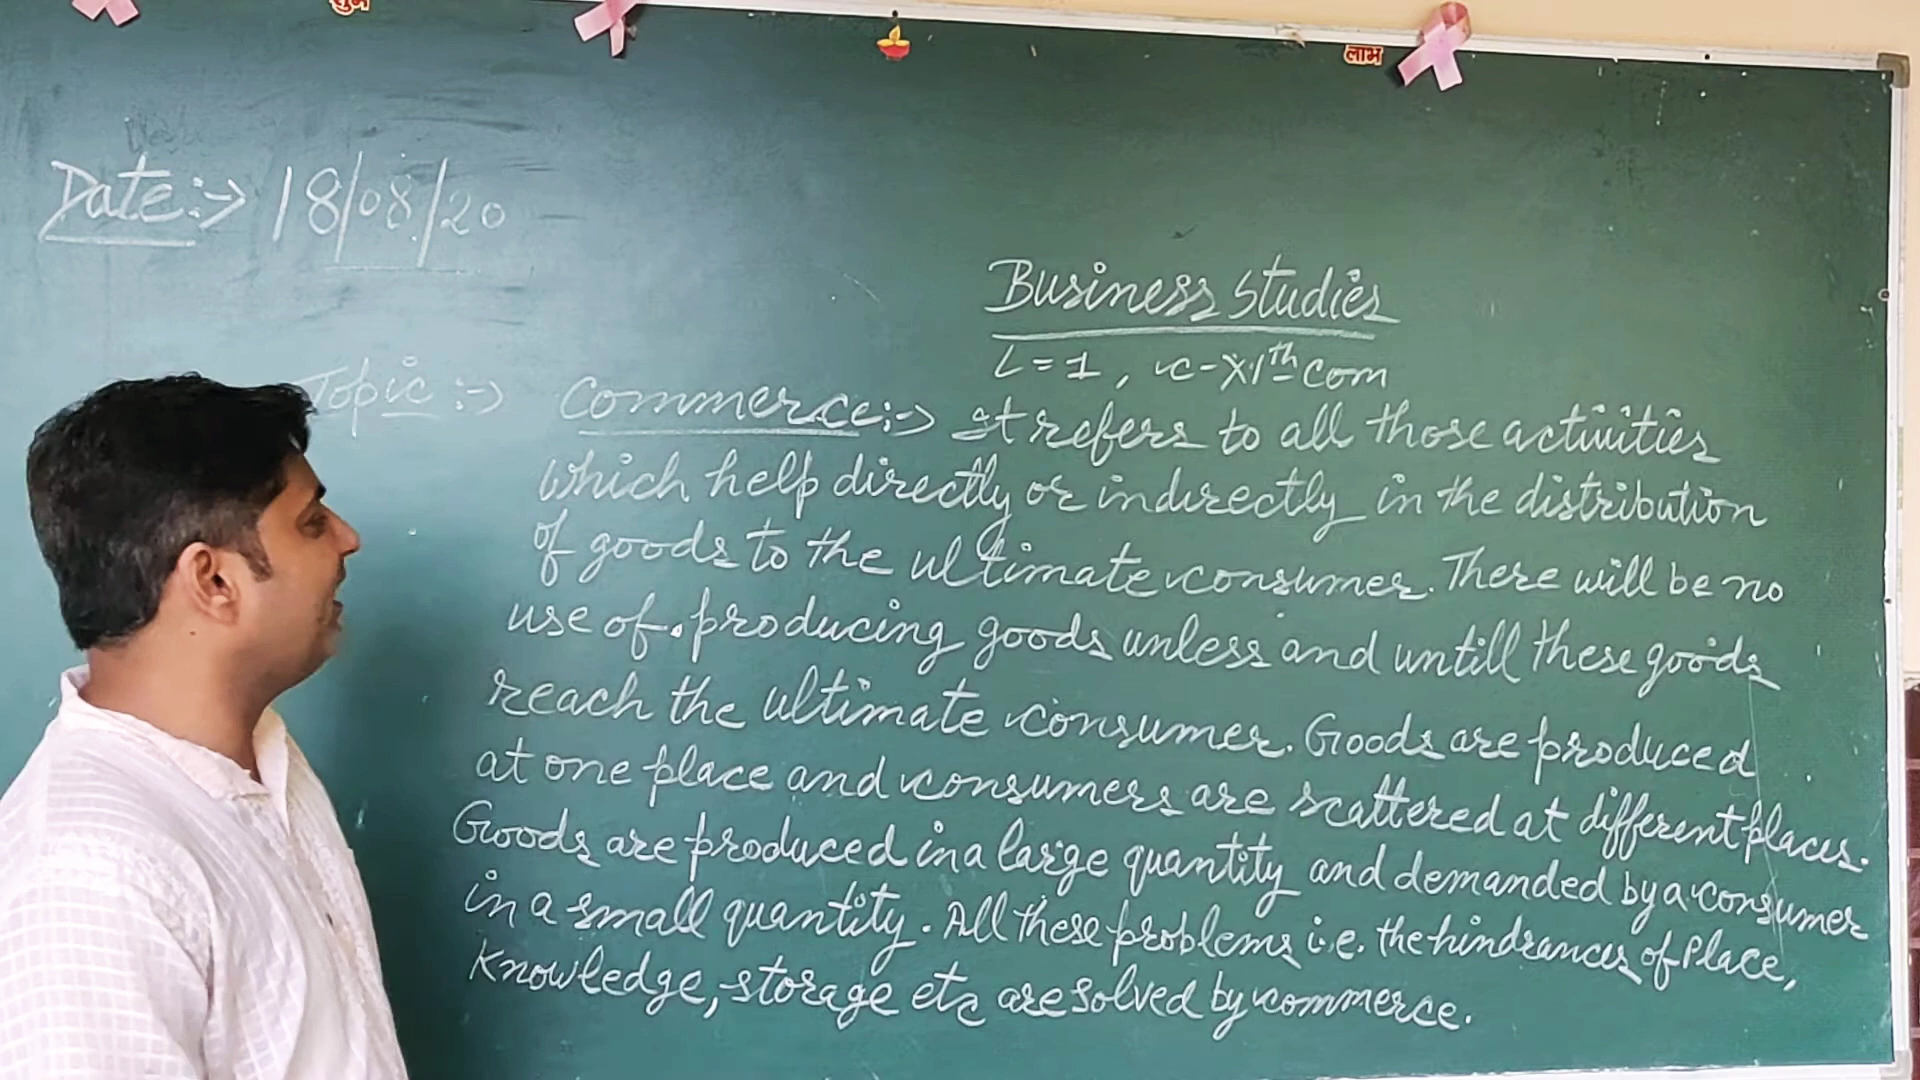 शुभ
लाभ
Date:-> 18/08/20
Business Studies
L=1, C-XIth Com
Topic:-> Commerce:-> It refers to all those activities
which help directly or indirectly in the distribution
of goods to the ultimate consumer. There will be no
use of producing goods unless and untill these goods
reach the ultimate consumer. Goods are produced
at one place and consumers are scattered at different places.
Goods are produced in a large quantity and demanded by a consumer
in a small quantity. All these problems i.e. the hindrances of Place,
Knowledge, storage etc are solved by commerce.